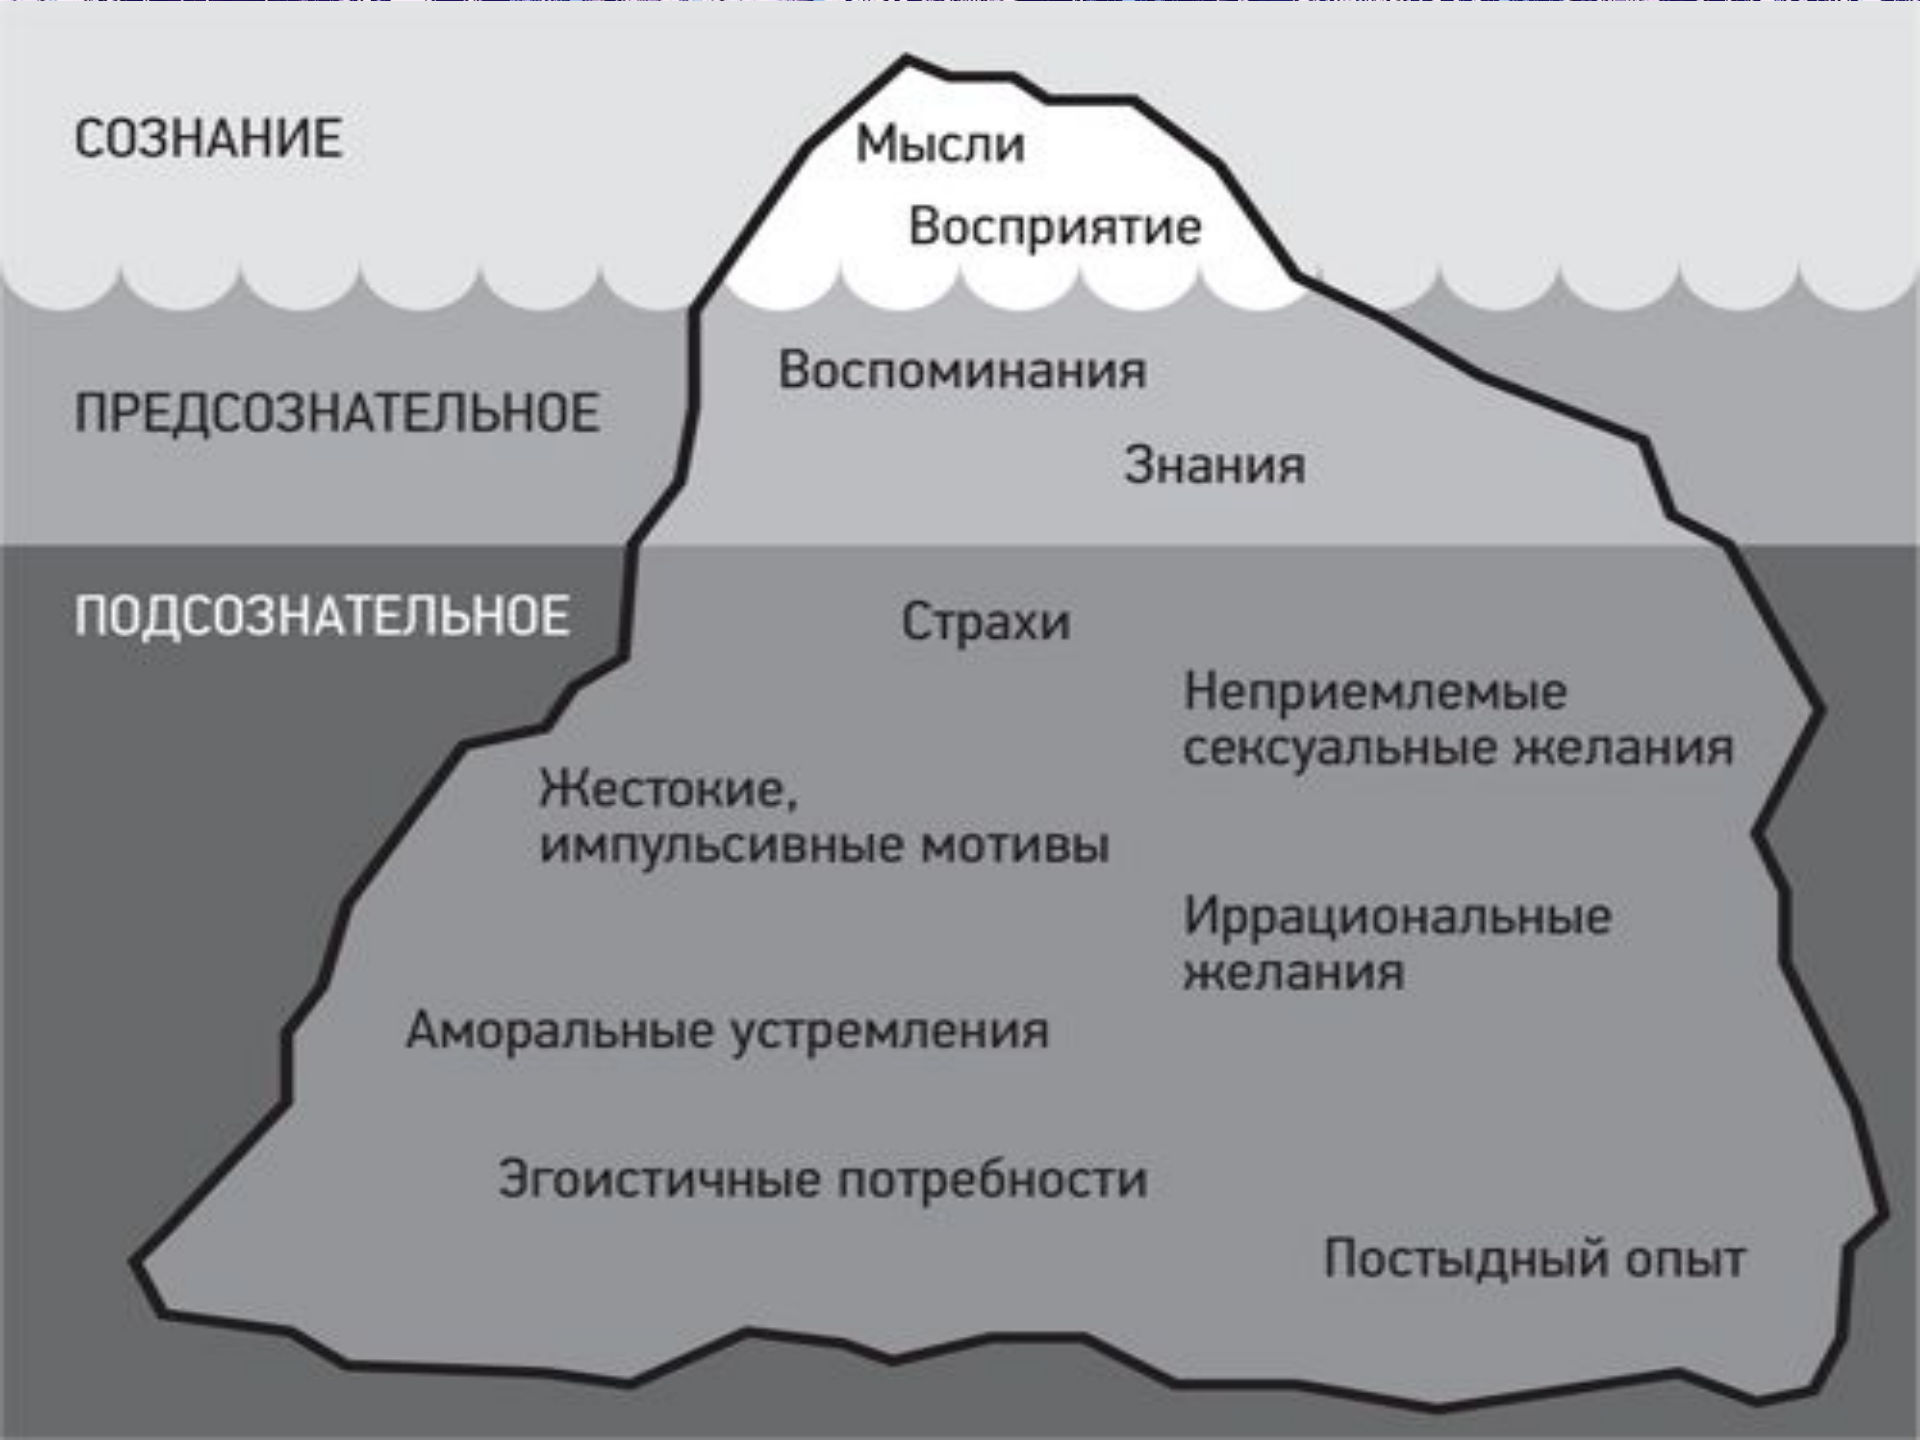 СОЗНАНИЕ
Мысли
Восприятие
ПРЕДСОЗНАТЕЛЬНОЕ
Воспоминания
Знания
ПОДСОЗНАТЕЛЬНОЕ
Страхи
Неприемлемые
сексуальные желания
Жестокие,
импульсивные мотивы
Иррациональные
желания
Аморальные устремления
Эгоистичные потребности
Постыдный опыт